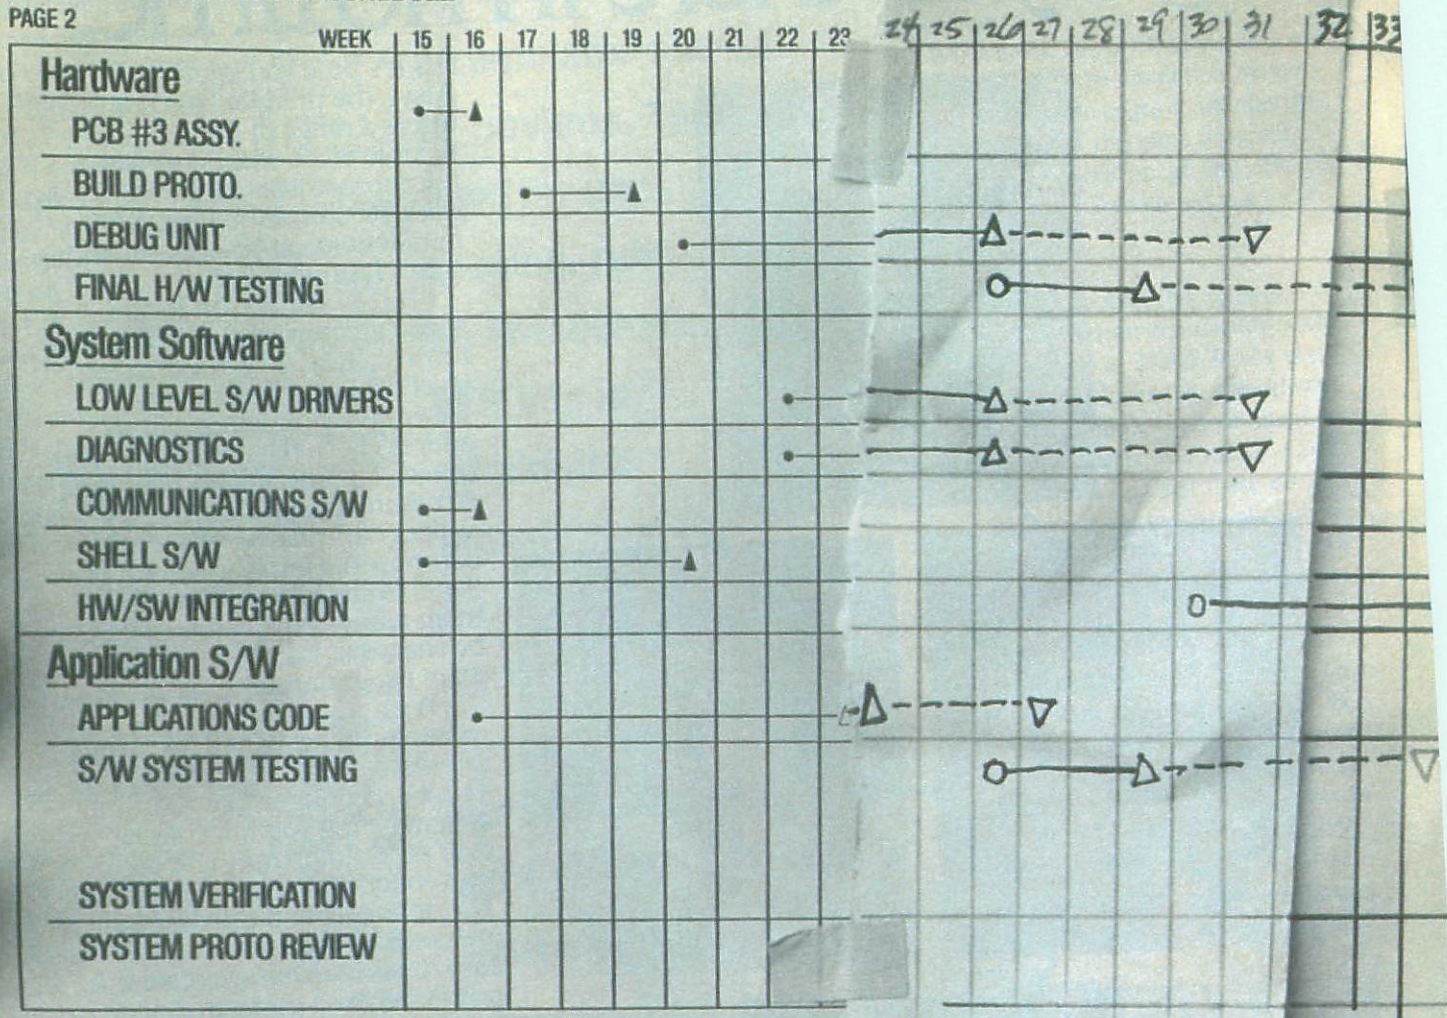 PAGE 2
WEEK 15 16 17 18 19 20 21 22 23 24 25 26 27 28 29 30 31 32 33
Hardware
PCB #3 ASSY.
BUILD PROTO.
DEBUG UNIT
FINAL H/W TESTING
System Software
LOW LEVEL S/W DRIVERS
DIAGNOSTICS
COMMUNICATIONS S/W
SHELL S/W
HW/SW INTEGRATION
Application S/W
APPLICATIONS CODE
S/W SYSTEM TESTING
SYSTEM VERIFICATION
SYSTEM PROTO REVIEW